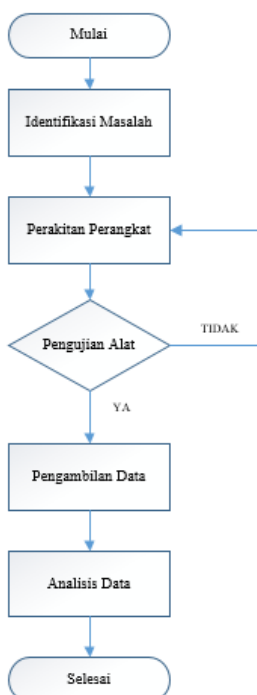 Mulai
Identifikasi Masalah
Perakitan Perangkat
Pengujian Alat
TIDAK
YA
Pengambilan Data
Analisis Data
Selesai